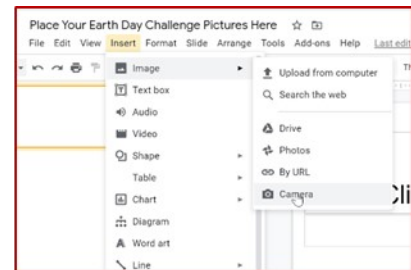 Place Your Earth Day Challenge Pictures Here
File Edit View Insert Format Slide Arrange Tools Add-ons Help Last edit
Image
Text box
Audio
Video
Shape
Table
Chart
Diagram
Word art
Line
Upload from computer
Search the web
Drive
Photos
By URL
Camera
Th
Cli